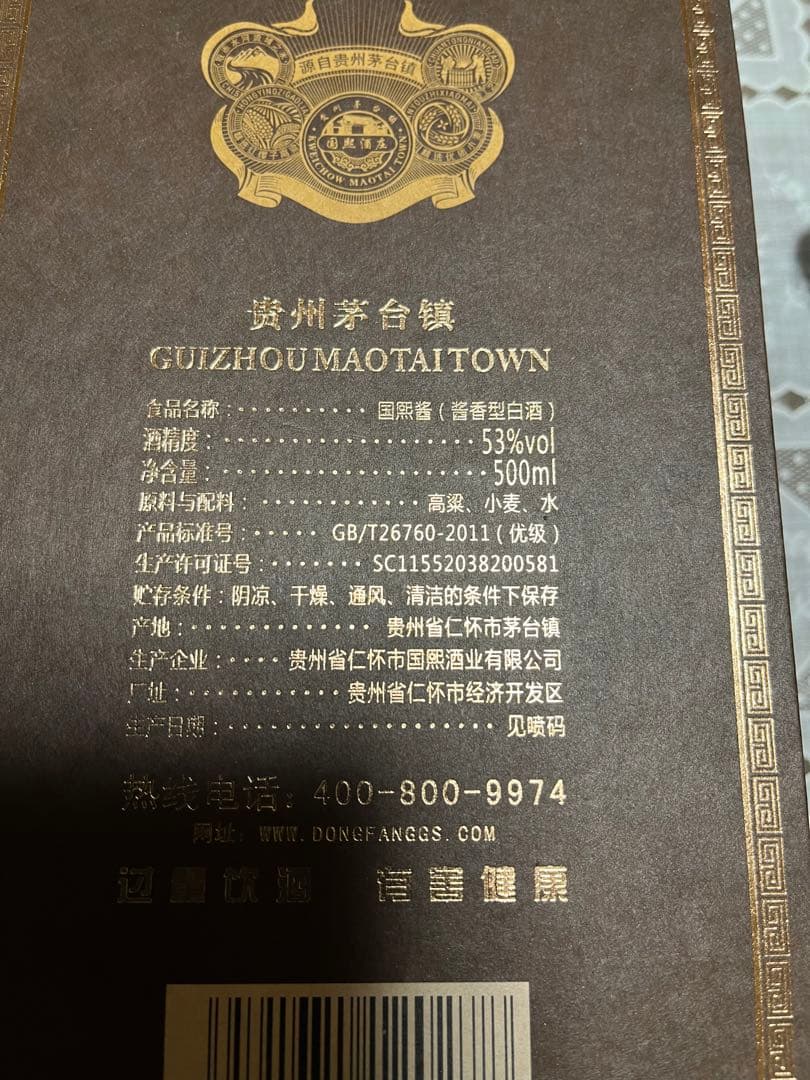 源自贵州茅台镇
贵州茅台镇
国熙酒庄
KWEICHOW MAOTAI TOWN
贵州茅台镇
GUIZHOU MAOTAI TOWN
食品名称：国熙酱（酱香型白酒）
酒精度：53%vol
净含量：500ml
原料与配料：高粱、小麦、水
产品标准号：GB/T26760-2011（优级）
生产许可证号：SC11552038200581
贮存条件：阴凉、干燥、通风、清洁的条件下保存
产地：贵州省仁怀市茅台镇
生产企业：贵州省仁怀市国熙酒业有限公司
厂址：贵州省仁怀市经济开发区
生产日期：见喷码
热线电话：400-800-9974
网址：WWW.DONGFANGGS.COM
过量饮酒 有害健康